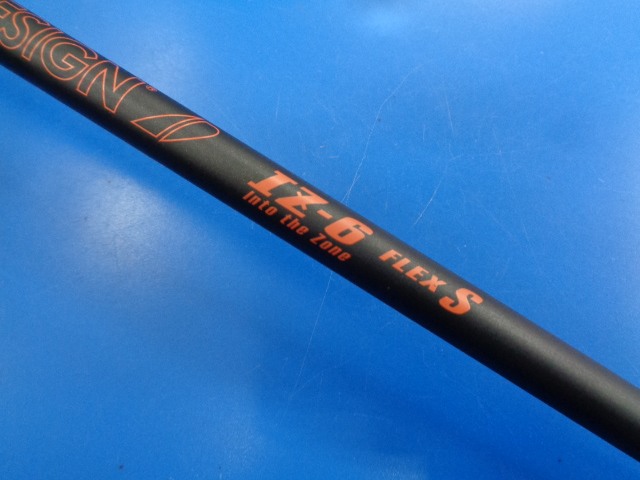 ESIGN
IZ-6 FLEX S
Into the Zone